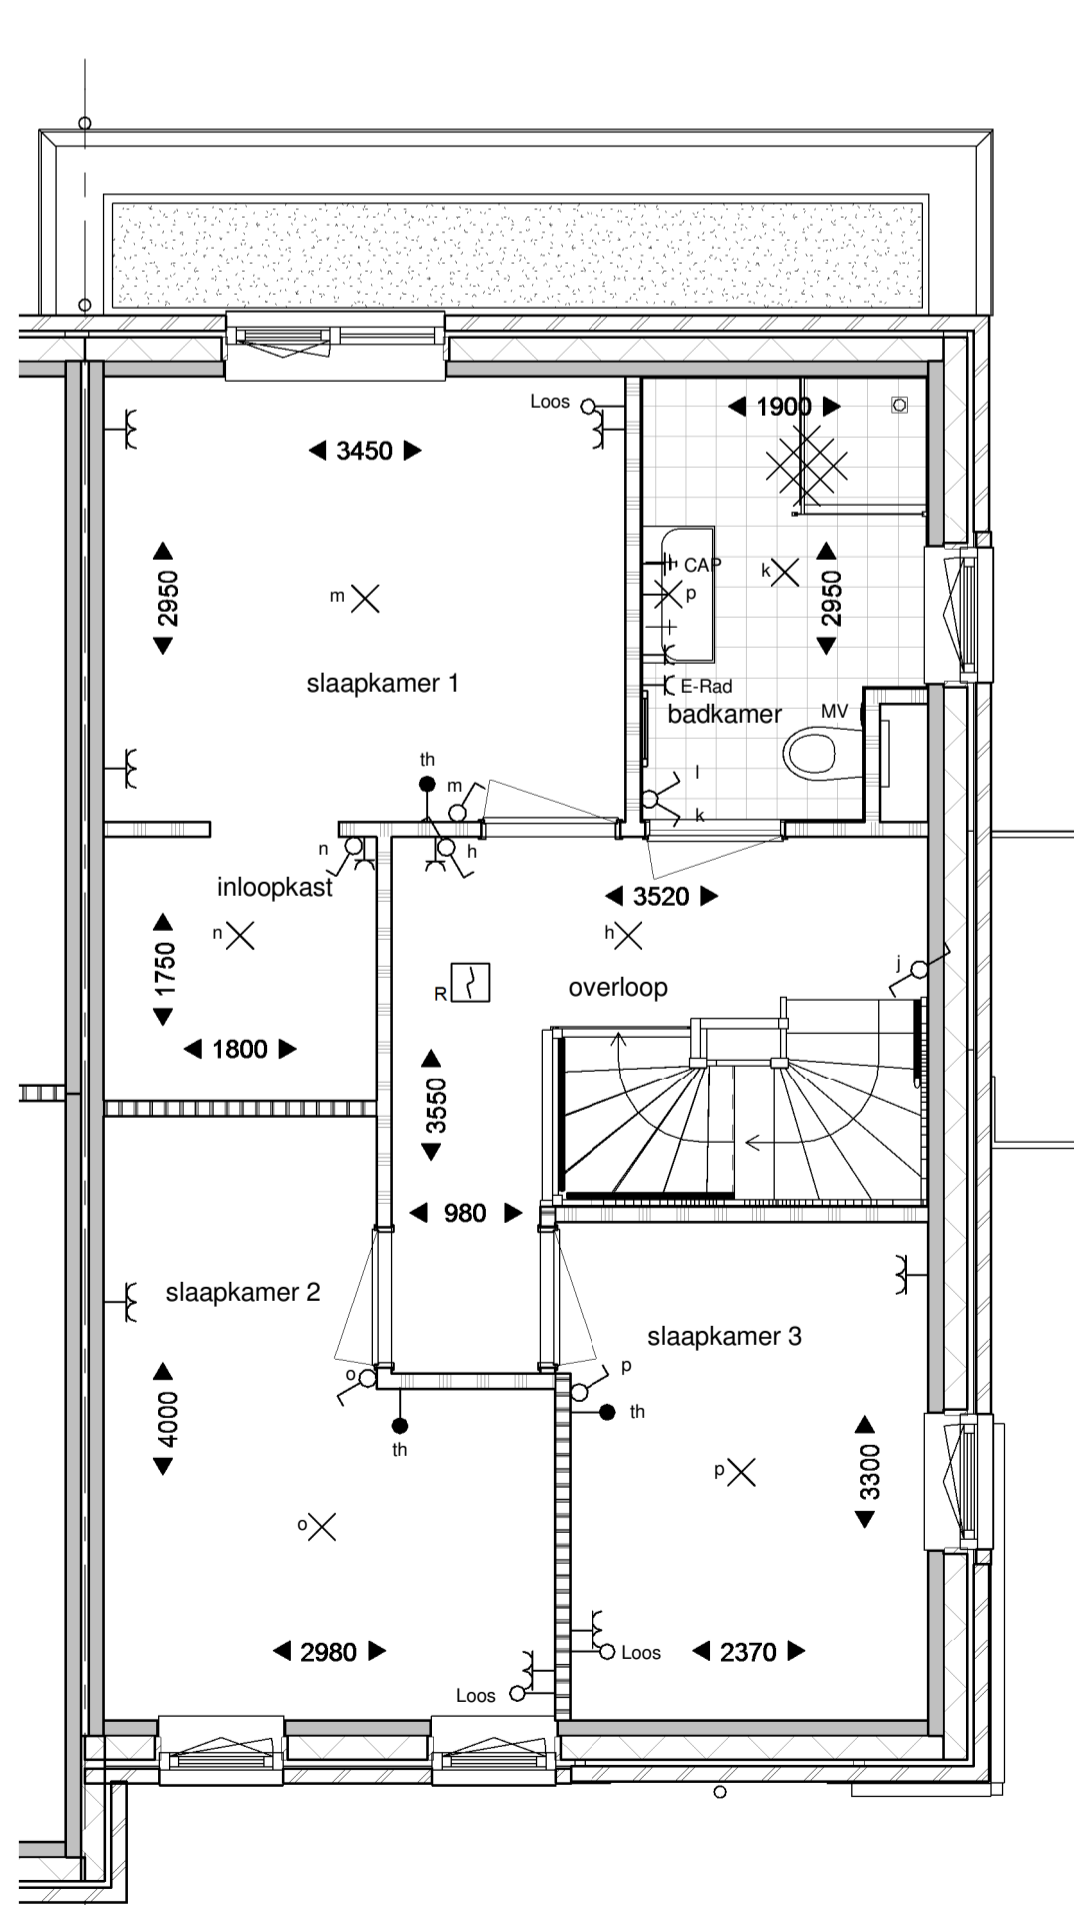 Loos
1900
3450
2950
CAP
k
2950
m
p
slaapkamer 1
E-Rad
badkamer
MV
th
m
l
k
n
h
inloopkast
3520
n
h
1750
R
overloop
j
1800
3550
980
slaapkamer 2
slaapkamer 3
o
p
th
4000
th
p
3300
o
2980
Loos
2370
Loos